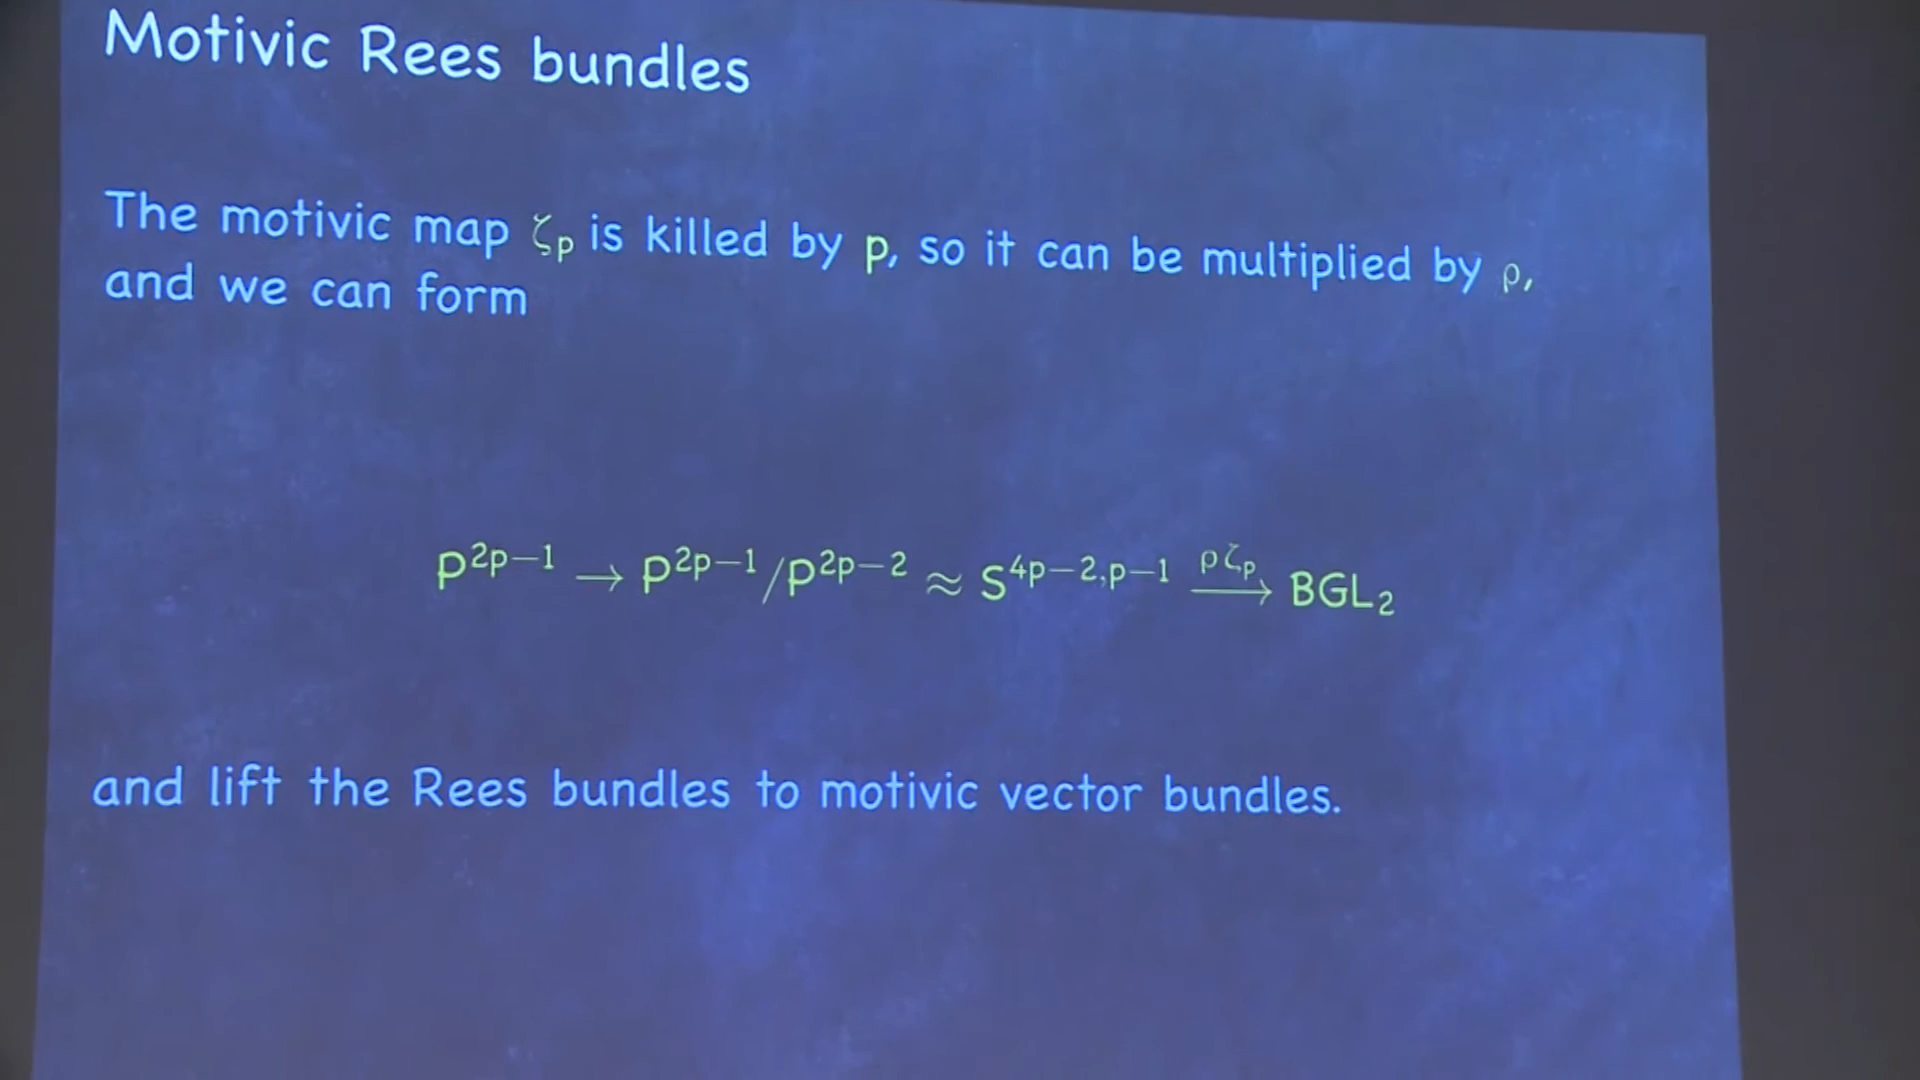 Motivic Rees bundles
The motivic map ζₚ is killed by p, so it can be multiplied by ρ,
and we can form
P²ᵖ⁻¹ → P²ᵖ⁻¹/P²ᵖ⁻² ≈ S⁴ᵖ⁻²,ᵖ⁻¹ —ρζₚ→ BGL₂
and lift the Rees bundles to motivic vector bundles.